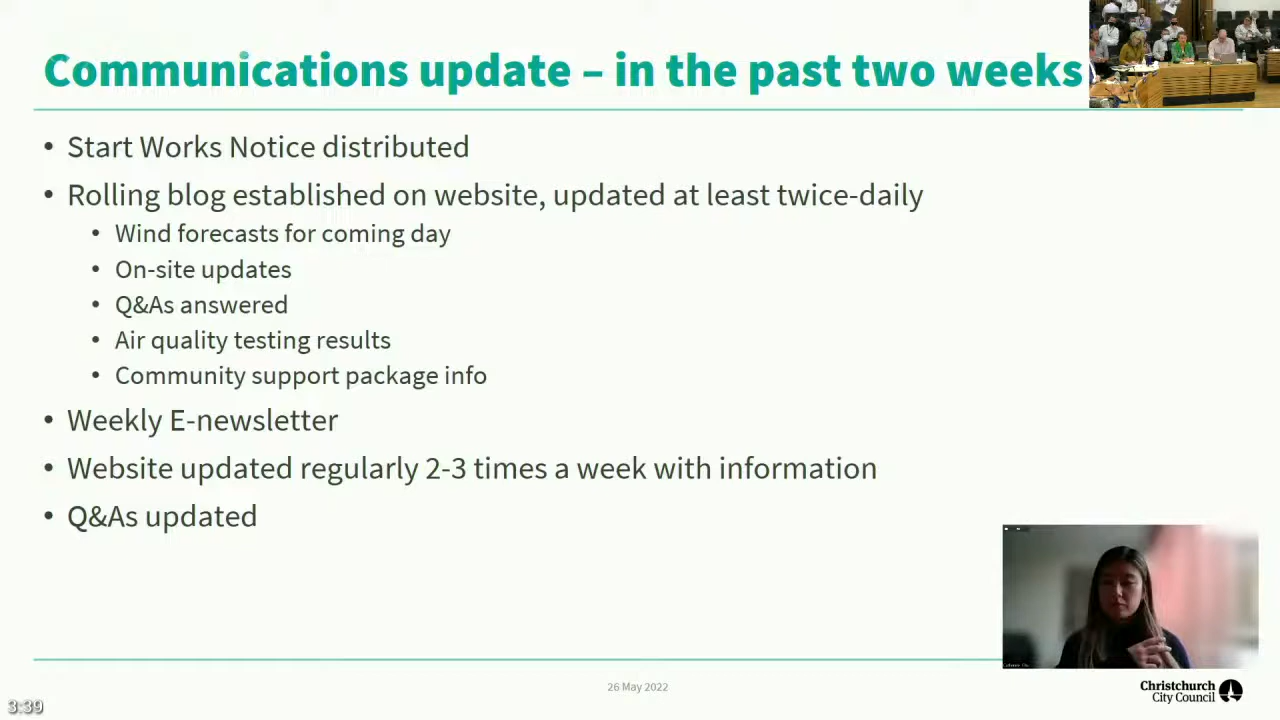 Communications update – in the past two weeks
• Start Works Notice distributed
• Rolling blog established on website, updated at least twice-daily
• Wind forecasts for coming day
• On-site updates
• Q&As answered
• Air quality testing results
• Community support package info
• Weekly E-newsletter
• Website updated regularly 2-3 times a week with information
• Q&As updated
26 May 2022
Christchurch
City Council
3:39